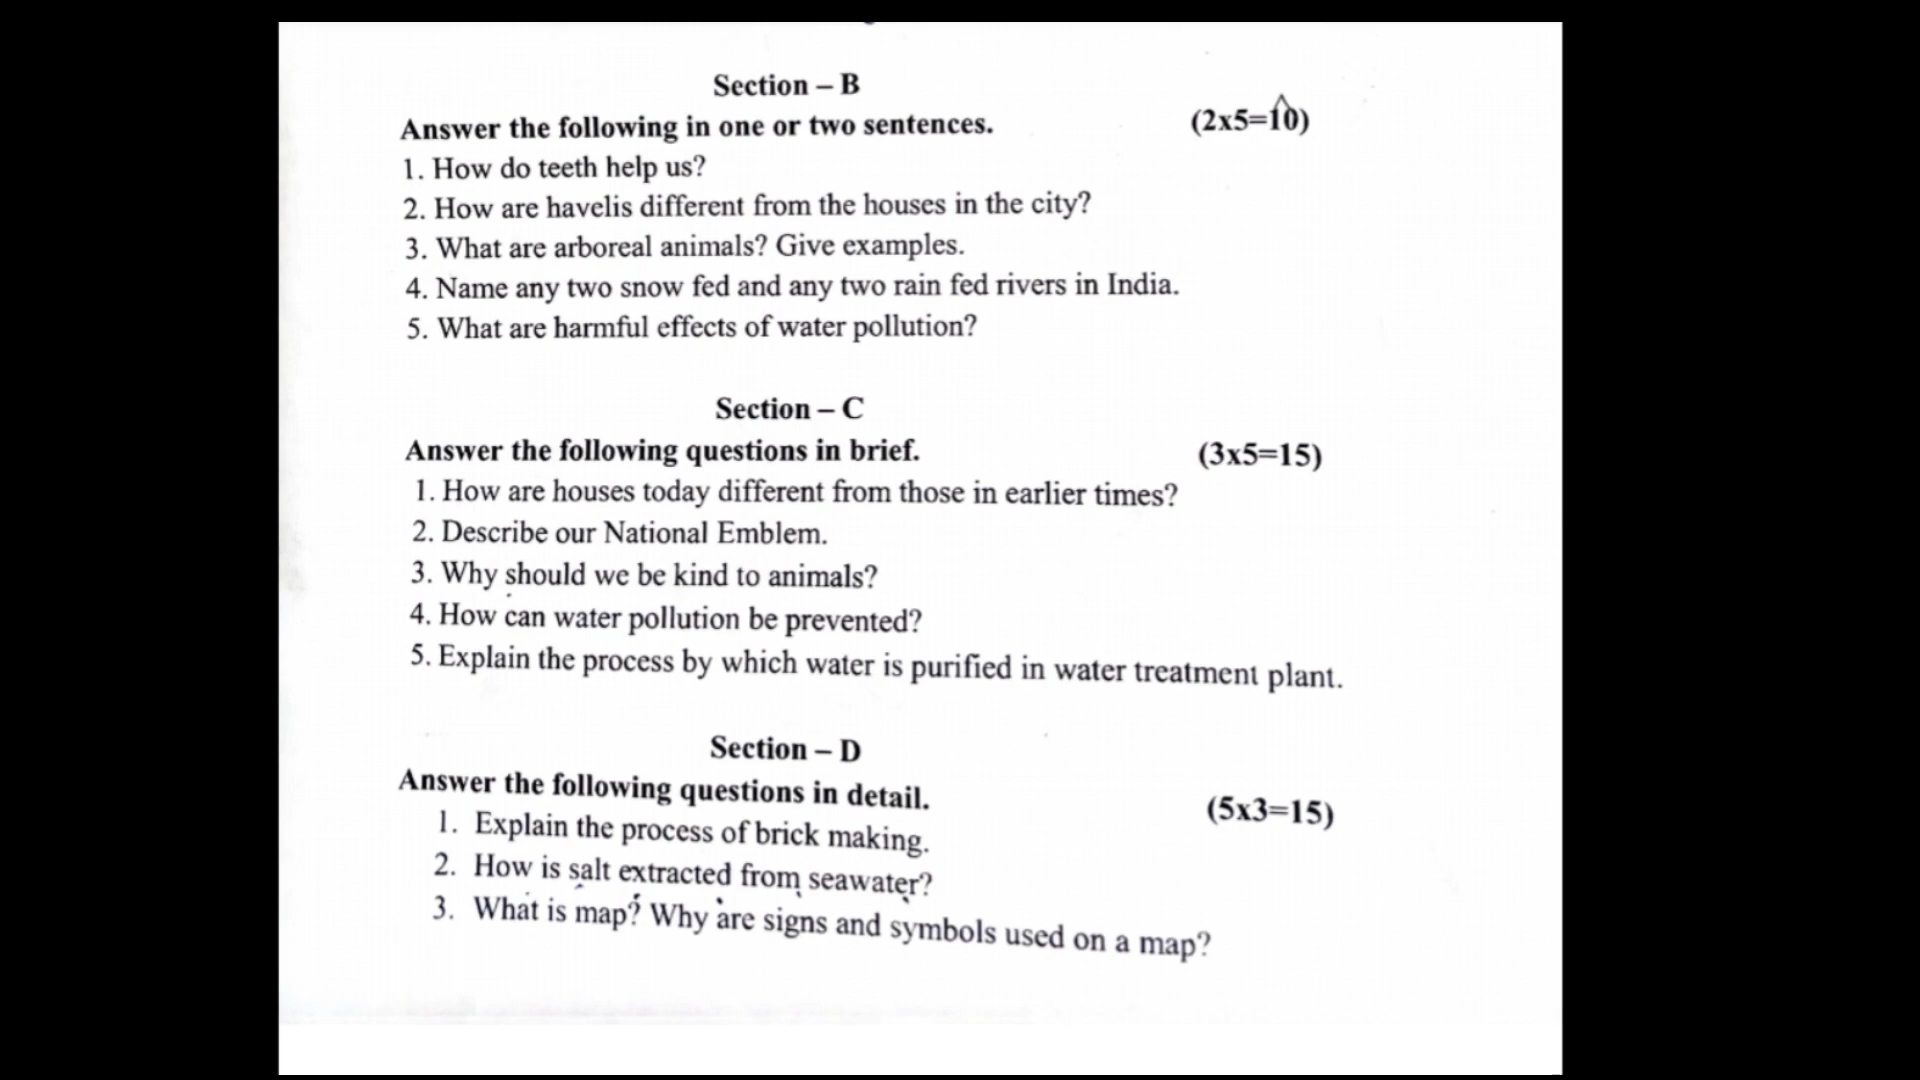 Section – B
Answer the following in one or two sentences. (2x5=10)
1. How do teeth help us?
2. How are havelis different from the houses in the city?
3. What are arboreal animals? Give examples.
4. Name any two snow fed and any two rain fed rivers in India.
5. What are harmful effects of water pollution?
Section – C
Answer the following questions in brief. (3x5=15)
1. How are houses today different from those in earlier times?
2. Describe our National Emblem.
3. Why should we be kind to animals?
4. How can water pollution be prevented?
5. Explain the process by which water is purified in water treatment plant.
Section – D
Answer the following questions in detail. (5x3=15)
1. Explain the process of brick making.
2. How is salt extracted from seawater?
3. What is map? Why are signs and symbols used on a map?